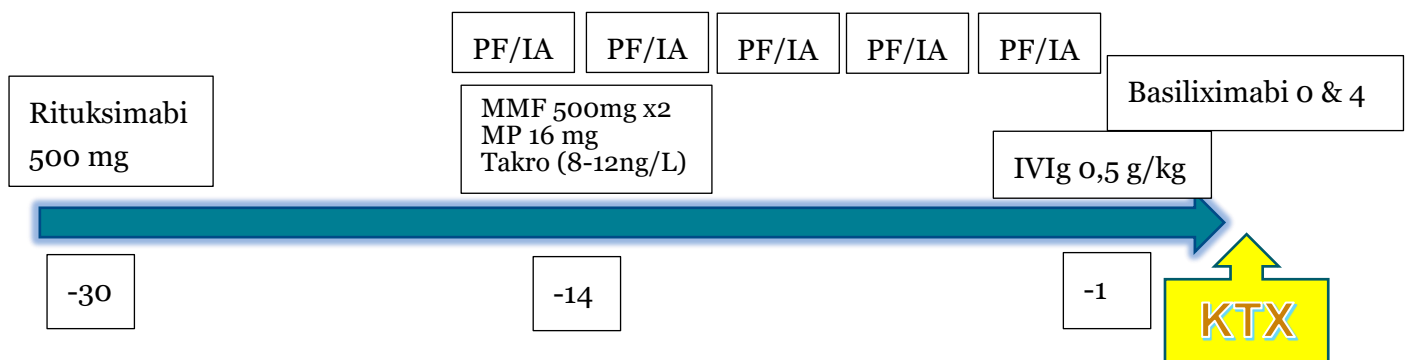 PF/IA
PF/IA
PF/IA
PF/IA
PF/IA
Basiliximabi 0 & 4
Rituksimabi
500 mg
MMF 500mg x2
MP 16 mg
Takro (8-12ng/L)
IVIg 0,5 g/kg
-30
-14
-1
KTX